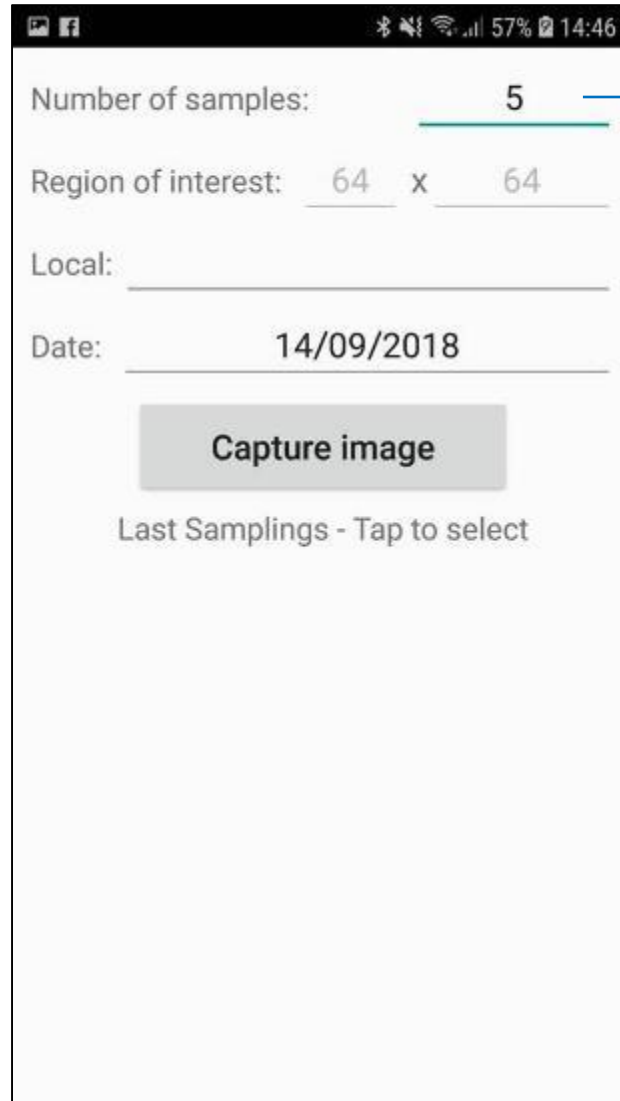 57% 14:46
Number of samples: 5
Region of interest: 64 x 64
Local:
Date: 14/09/2018
Capture image
Last Samplings - Tap to select